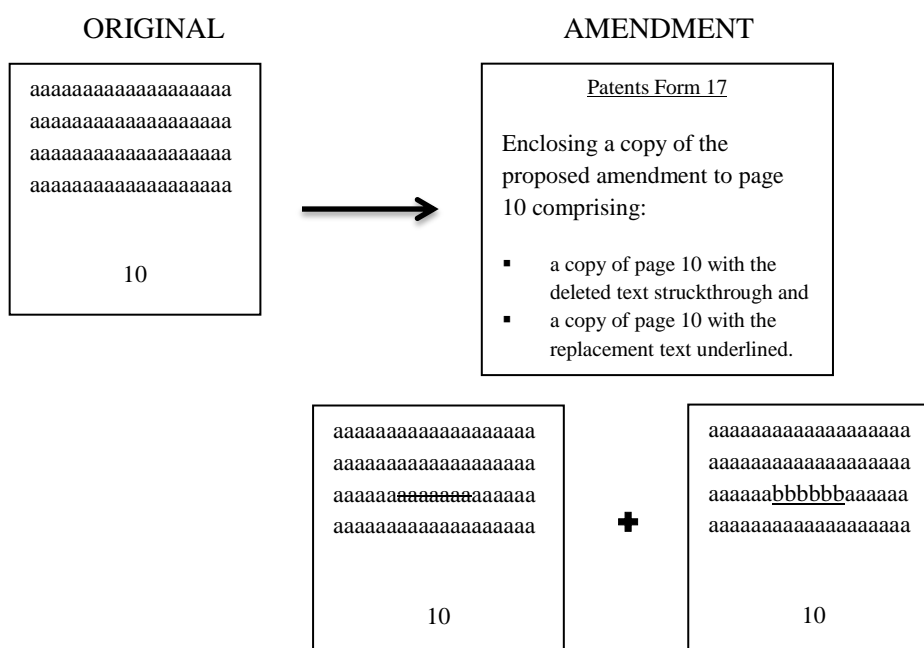 ORIGINAL
AMENDMENT
aaaaaaaaaaaaaaaaaaa
aaaaaaaaaaaaaaaaaaa
aaaaaaaaaaaaaaaaaaa
aaaaaaaaaaaaaaaaaaa
10
Patents Form 17
Enclosing a copy of the
proposed amendment to page
10 comprising:
▪ a copy of page 10 with the
deleted text struckthrough and
▪ a copy of page 10 with the
replacement text underlined.
aaaaaaaaaaaaaaaaaaa
aaaaaaaaaaaaaaaaaaa
aaaaaaaaaaaaaaaaaaa
aaaaaaaaaaaaaaaaaaa
10
aaaaaaaaaaaaaaaaaaa
aaaaaaaaaaaaaaaaaaa
aaaaaabbbbbbaaaaaa
aaaaaaaaaaaaaaaaaaa
10